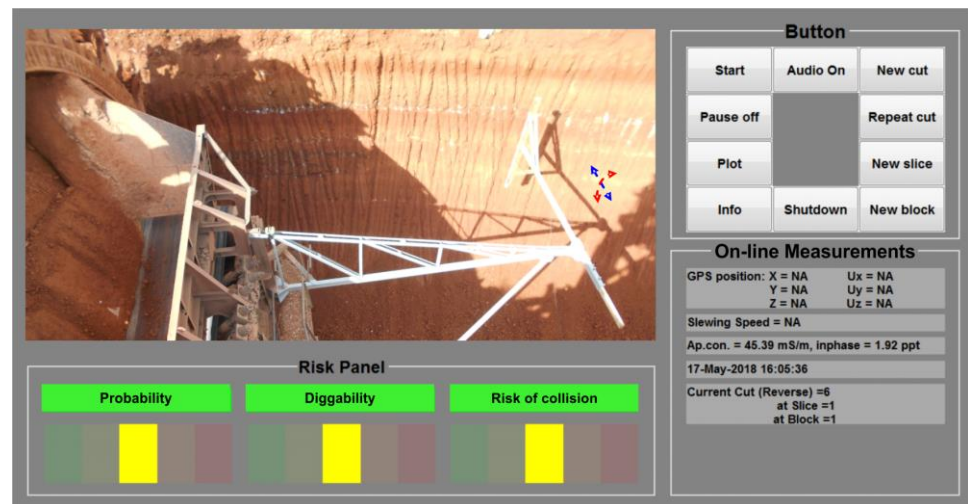 Button
Start
Audio On
New cut
Pause off
Repeat cut
Plot
New slice
Info
Shutdown
New block
On-line Measurements
GPS position: X = NA Ux = NA
Y = NA Uy = NA
Z = NA Uz = NA
Slewing Speed = NA
Ap.con. = 45.39 mS/m, inphase = 1.92 ppt
17-May-2018 16:05:36
Current Cut (Reverse) =6
at Slice =1
at Block =1
Risk Panel
Probability
Diggability
Risk of collision